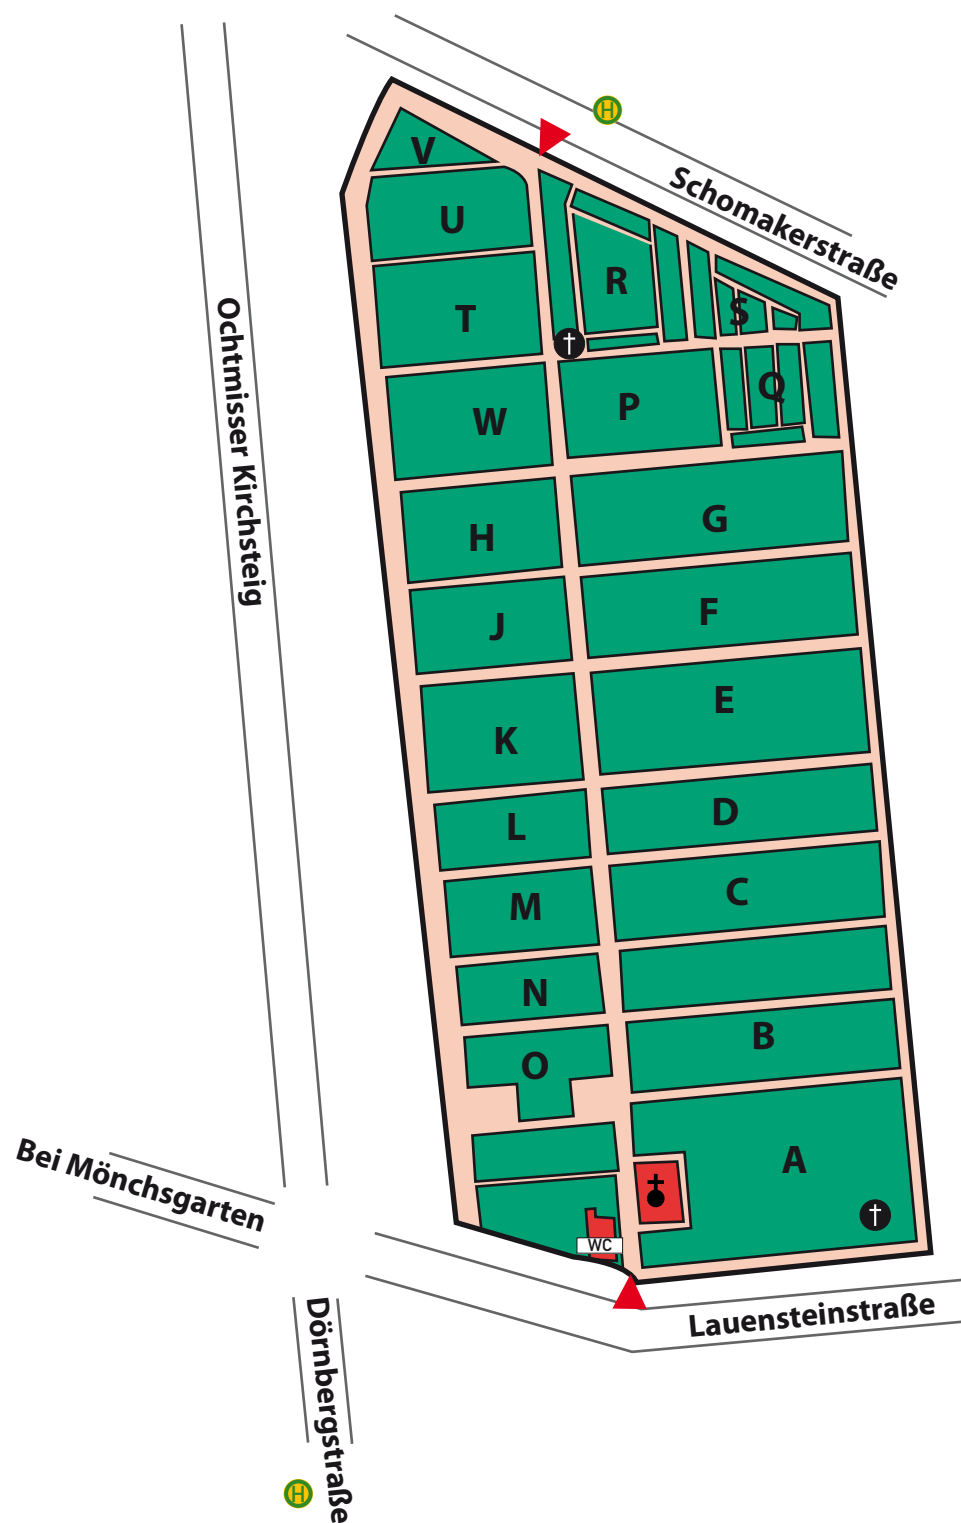 H
Schomakerstraße
V
U
R
T
S
Q
P
W
Ochtmisser Kirchsteig
G
H
F
J
E
K
D
L
C
M
N
B
O
A
Bei Mönchsgarten
WC
Lauensteinstraße
Dörnbergstraße
H